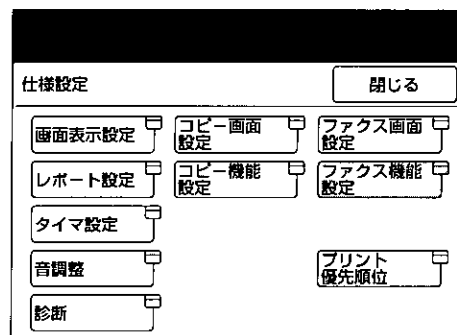 仕様設定
閉じる
画面表示設定
コピー画面
設定
ファクス画面
設定
レポート設定
コピー機能
設定
ファクス機能
設定
タイマ設定
音調整
プリント
優先順位
診断